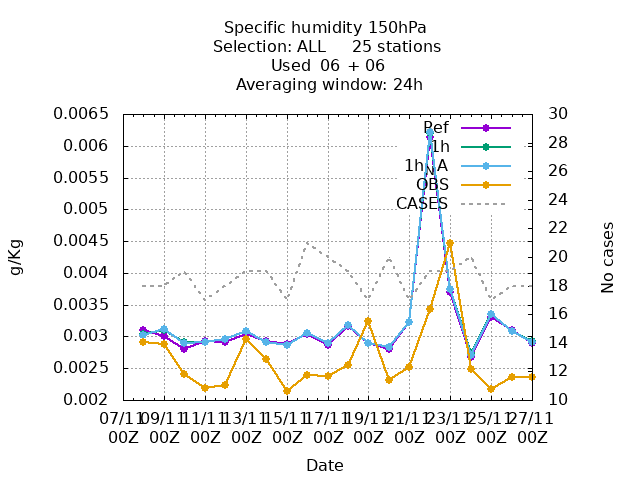 Specific humidity 150hPa
Selection: ALL 25 stations
Used 06 + 06
Averaging window: 24h
0.0065
0.006
0.0055
0.005
0.0045
0.004
0.0035
0.003
0.0025
0.002
30
28
26
24
22
20
18
16
14
12
10
Ref
1h
1hNA
OBS
CASES
g/Kg
No cases
07/11 09/11 11/11 13/11 15/11 17/11 19/11 21/11 23/11 25/11 27/11
00Z 00Z 00Z 00Z 00Z 00Z 00Z 00Z 00Z 00Z 00Z
Date